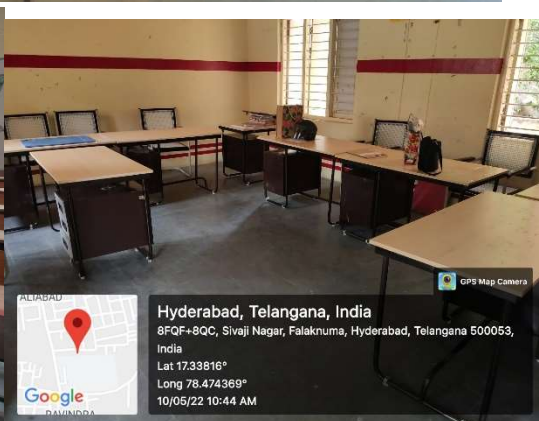 GPS Map Camera
ALIABAD
Google
RAVINDRA
Hyderabad, Telangana, India
8FQF+8QC, Sivaji Nagar, Falaknuma, Hyderabad, Telangana 500053,
India
Lat 17.33816°
Long 78.474369°
10/05/22 10:44 AM